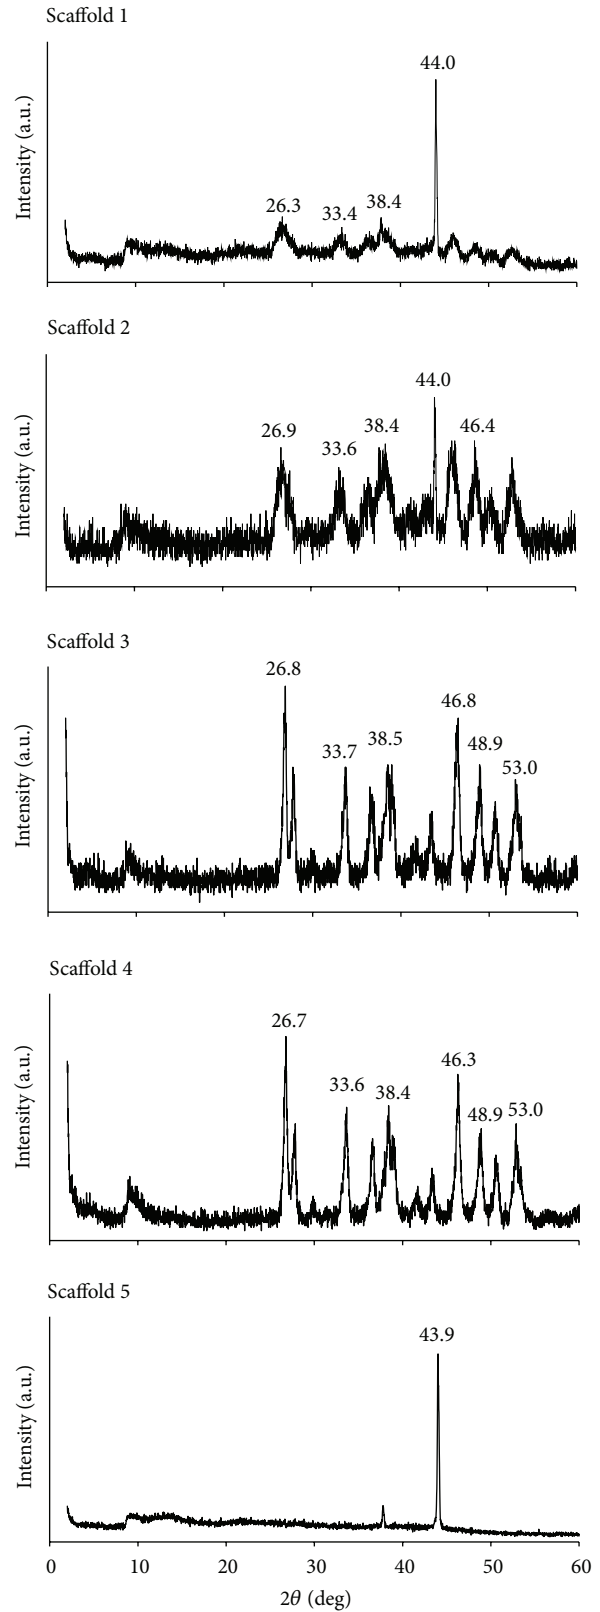 Scaffold 1
44.0
26.3
33.4
38.4
Intensity (a.u.)
Scaffold 2
44.0
26.9
33.6
38.4
46.4
Intensity (a.u.)
Scaffold 3
26.8
33.7
38.5
46.8
48.9
53.0
Intensity (a.u.)
Scaffold 4
26.7
33.6
38.4
46.3
48.9
53.0
Intensity (a.u.)
Scaffold 5
43.9
Intensity (a.u.)
0 10 20 30 40 50 60
2θ (deg)